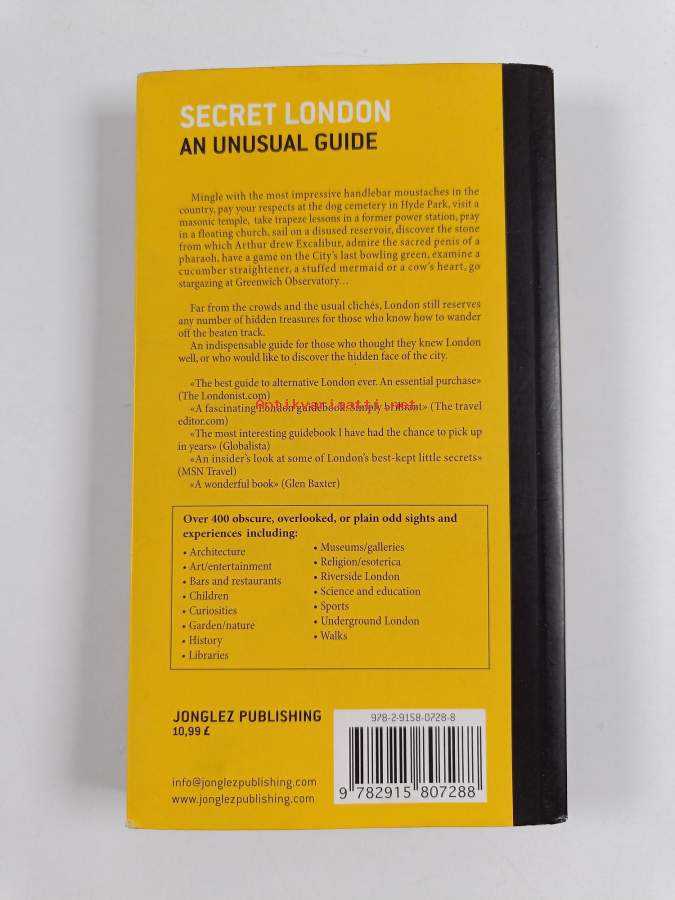 SECRET LONDON
AN UNUSUAL GUIDE
Mingle with the most impressive handlebar moustaches in the
country, pay your respects at the dog cemetery in Hyde Park, visit a
masonic temple, take trapeze lessons in a former power station, pray
in a floating church, sail on a disused reservoir, discover the stone
from which Arthur drew Excalibur, admire the sacred penis of a
pharaoh, have a game on the City's last bowling green, examine a
cucumber straightener, a stuffed mermaid or a cow's heart, go
stargazing at Greenwich Observatory...
Far from the crowds and the usual clichés, London still reserves
any number of hidden treasures for those who know how to wander
off the beaten track.
An indispensable guide for those who thought they knew London
well, or who would like to discover the hidden face of the city.
«The best guide to alternative London ever. An essential purchase»
(The Londonist.com)
«A fascinating London guidebook. Simply brilliant» (The travel
Antikvariaatti.net
editor.com)
«The most interesting guidebook I have had the chance to pick up
in years» (Globalista)
«An insider's look at some of London's best-kept little secrets»
(MSN Travel)
«A wonderful book» (Glen Baxter)
Over 400 obscure, overlooked, or plain odd sights and
experiences including:
• Architecture
• Art/entertainment
• Bars and restaurants
• Children
• Curiosities
• Garden/nature
• History
• Libraries
• Museums/galleries
• Religion/esoterica
• Riverside London
• Science and education
• Sports
• Underground London
• Walks
JONGLEZ PUBLISHING
10,99 £
info@jonglezpublishing.com
www.jonglezpublishing.com
978-2-9158-0728-8
9 782915 807288